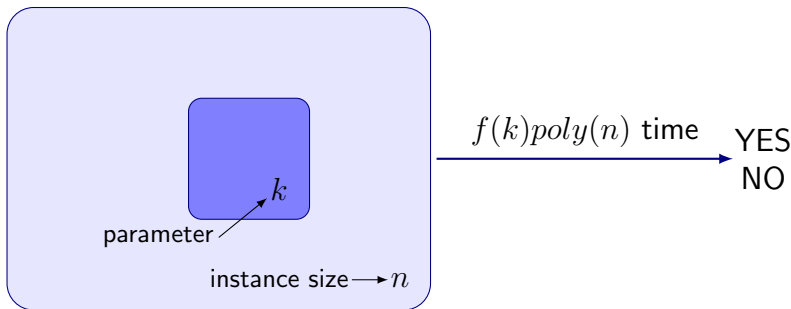 f(k)poly(n) time
YES
NO
k
parameter
instance size
n